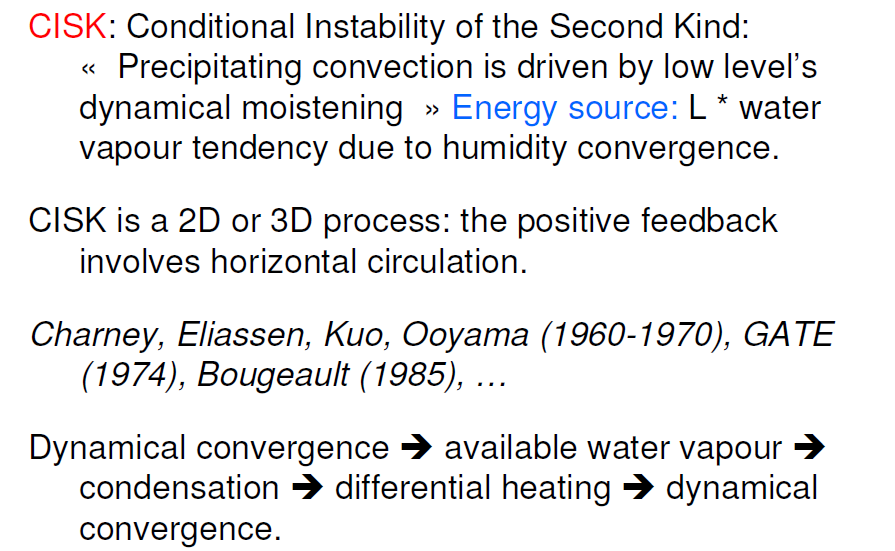 CISK: Conditional Instability of the Second Kind:
«  Precipitating convection is driven by low level’s
dynamical moistening  » Energy source: L * water
vapour tendency due to humidity convergence.
CISK is a 2D or 3D process: the positive feedback
involves horizontal circulation.
Charney, Eliassen, Kuo, Ooyama (1960-1970), GATE
(1974), Bougeault (1985), …
Dynamical convergence ➔ available water vapour ➔
condensation ➔ differential heating ➔ dynamical
convergence.